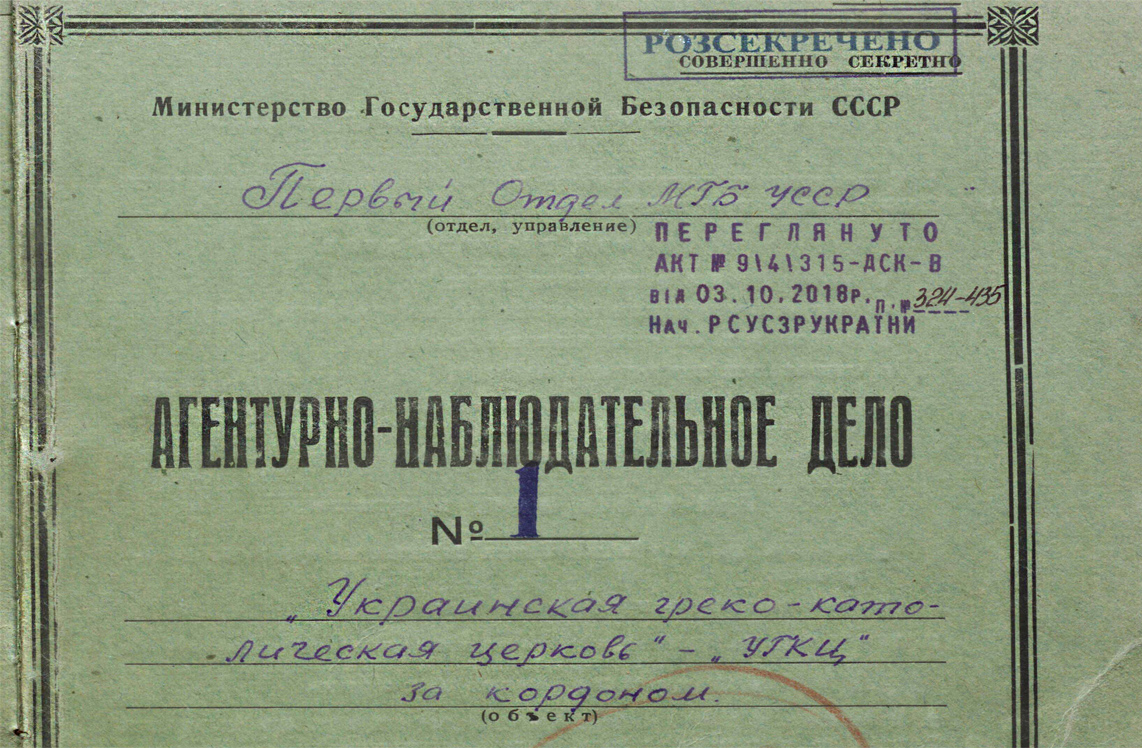 РОЗСЕКРЕЧЕНО
СОВЕРШЕННО СЕКРЕТНО
Министерство Государственной Безопасности СССР
Первый Отдел МГБ УССР
(отдел, управление)
ПЕРЕГЛЯНУТО
АКТ № 9\4\315-ДСК-В
від 03.10.2018р. п.№ 324-435
Нач. РСУСЗРУКРАЇНИ
АГЕНТУРНО-НАБЛЮДАТЕЛЬНОЕ ДЕЛО
№ 1
„Украинская греко-като-
лическая церковь" - „УГКЦ"
за кордоном.
(объект)